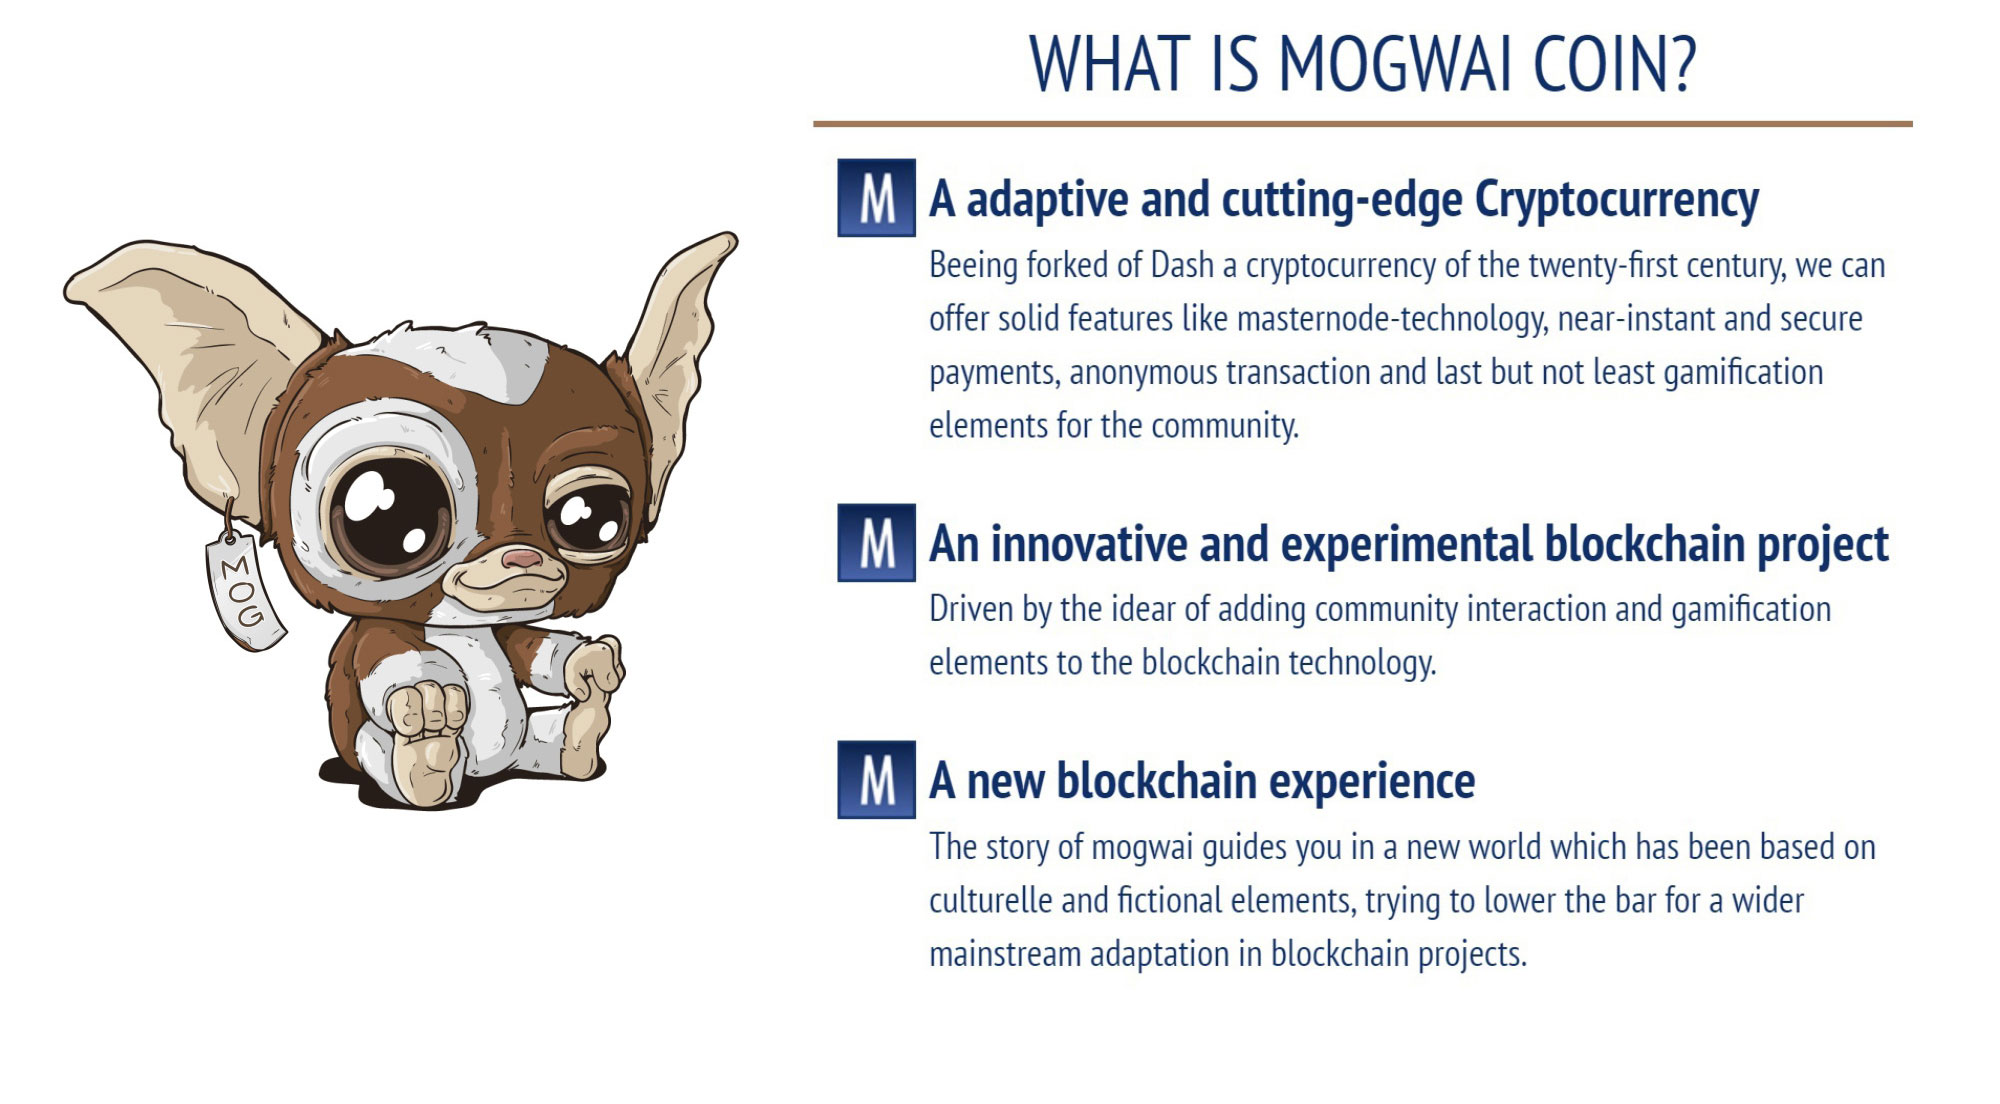 WHAT IS MOGWAI COIN?
M
A adaptive and cutting-edge Cryptocurrency
Beeing forked of Dash a cryptocurrency of the twenty-first century, we can
offer solid features like masternode-technology, near-instant and secure
payments, anonymous transaction and last but not least gamification
elements for the community.
M
An innovative and experimental blockchain project
Driven by the idear of adding community interaction and gamification
elements to the blockchain technology.
M
A new blockchain experience
The story of mogwai guides you in a new world which has been based on
culturelle and fictional elements, trying to lower the bar for a wider
mainstream adaptation in blockchain projects.
MOG